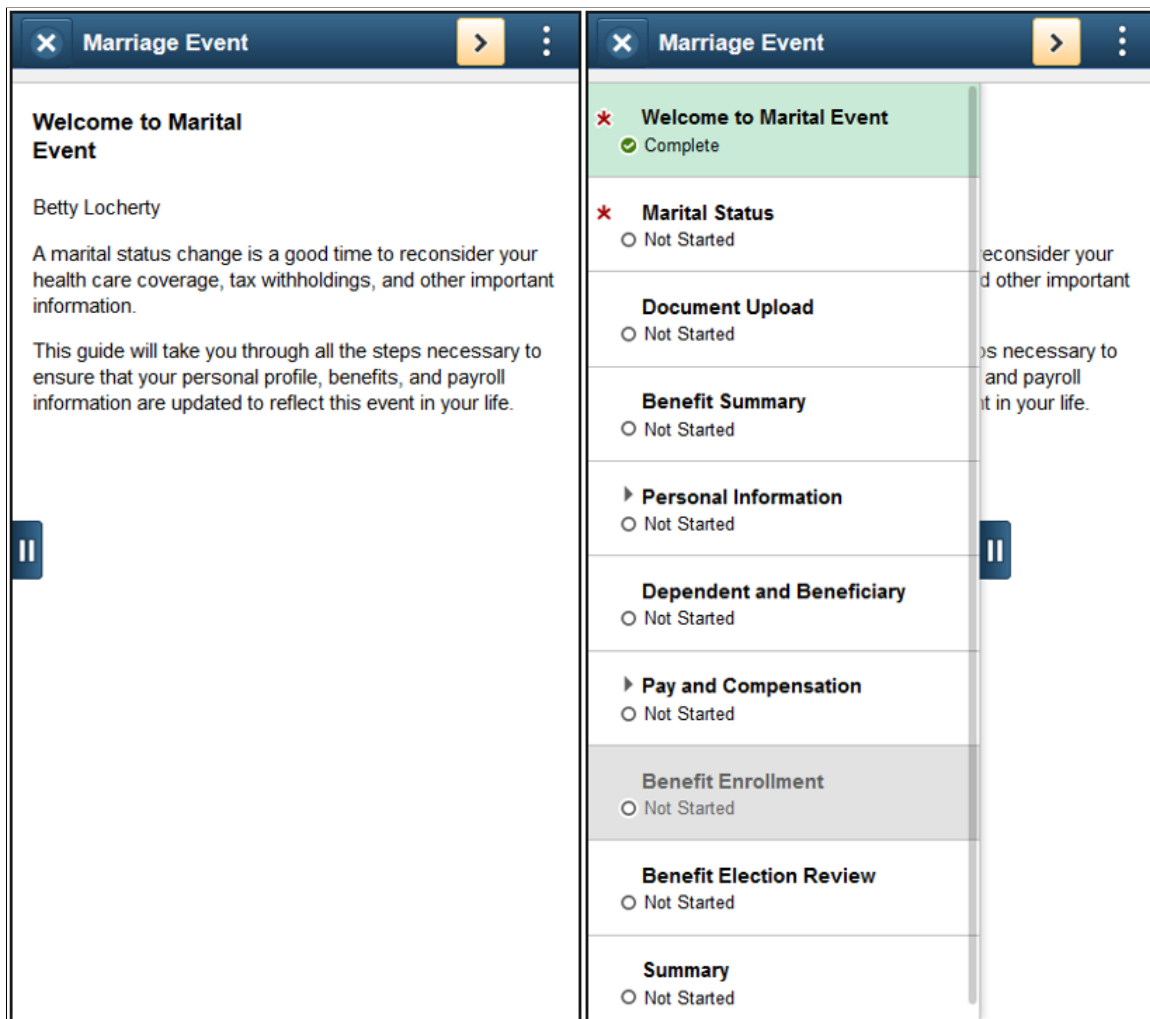 Marriage Event
Welcome to Marital
Event
Betty Locherty
A marital status change is a good time to reconsider your
health care coverage, tax withholdings, and other important
information.
This guide will take you through all the steps necessary to
ensure that your personal profile, benefits, and payroll
information are updated to reflect this event in your life.
Marriage Event
* Welcome to Marital Event
Complete
* Marital Status
Not Started
Document Upload
Not Started
Benefit Summary
Not Started
Personal Information
Not Started
Dependent and Beneficiary
Not Started
Pay and Compensation
Not Started
Benefit Enrollment
Not Started
Benefit Election Review
Not Started
Summary
Not Started
econsider your
d other important
s necessary to
and payroll
t in your life.